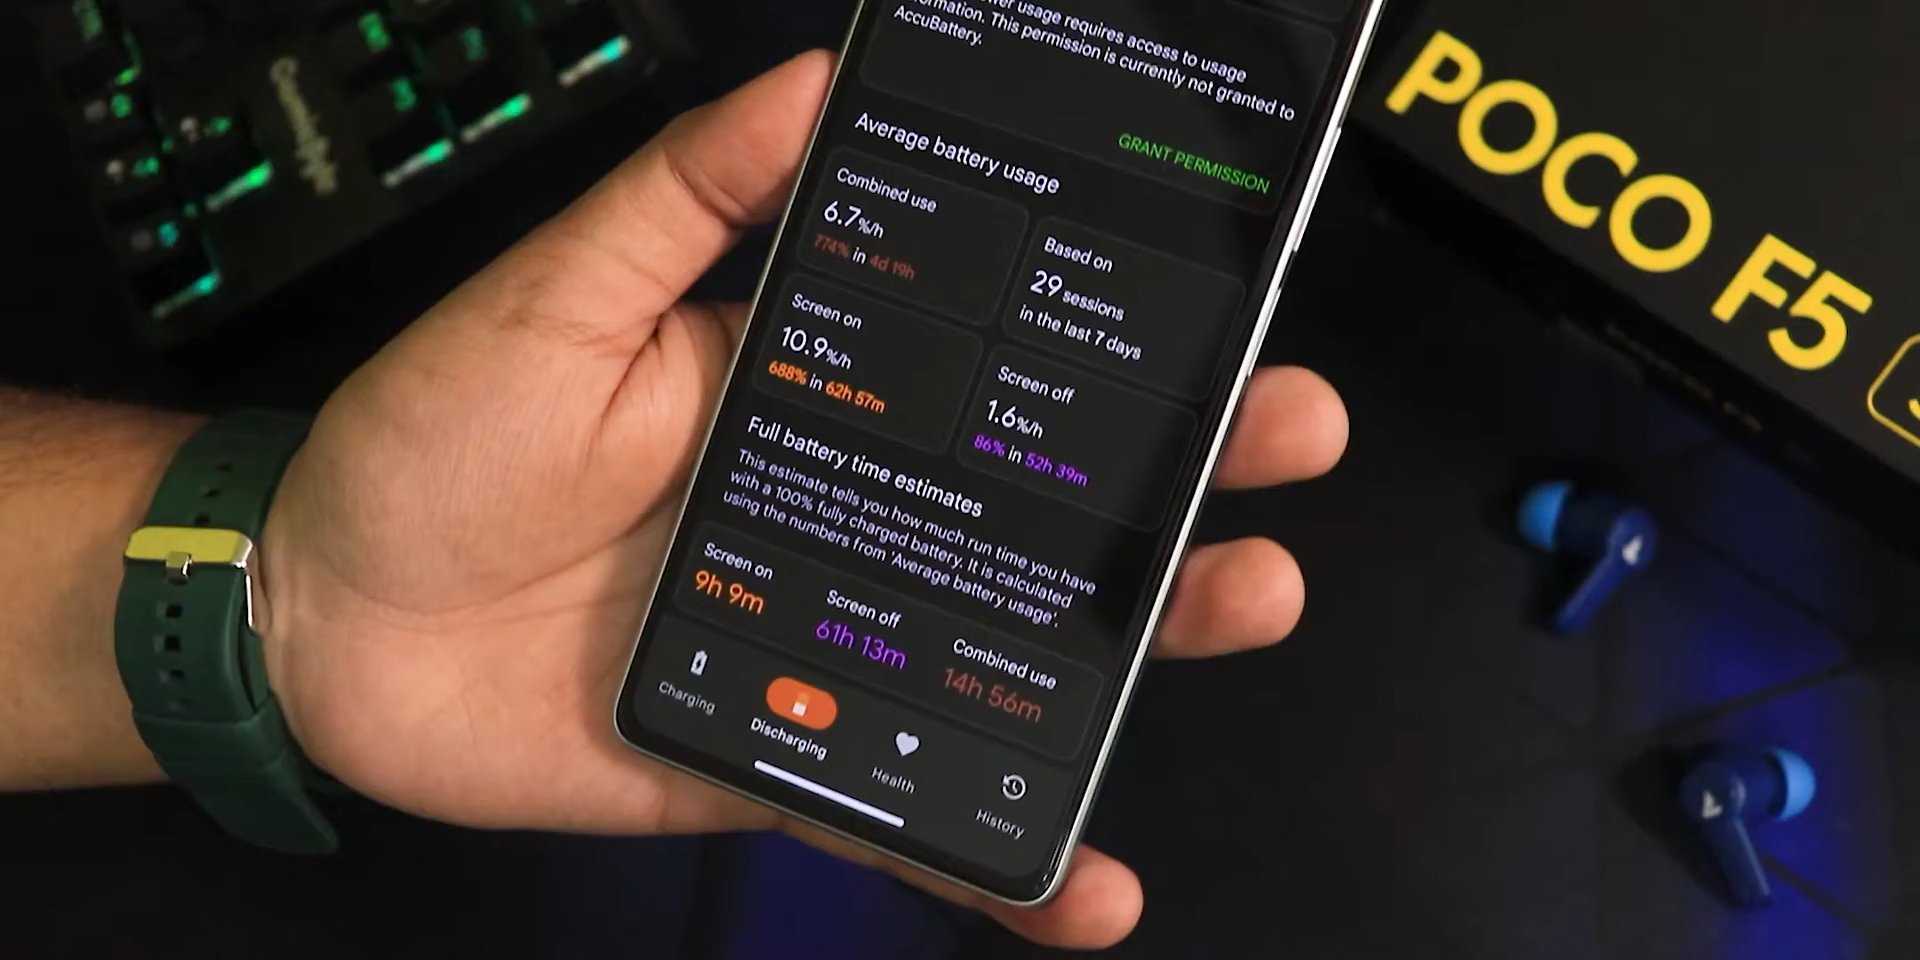 usage requires access to usage
This permission is currently not granted to
AccuBattery.
GRANT PERMISSION
Average battery usage
Combined use
6.7%/h
774% in 4d 19h
Based on
29 sessions
in the last 7 days
Screen on
10.9%/h
688% in 62h 57m
Screen off
1.6%/h
86% in 52h 39m
Full battery time estimates
This estimate tells you how much run time you have
with a 100% fully charged battery. It is calculated
using the numbers from 'Average battery usage'.
Screen on
9h 9m
Screen off
61h 13m
Combined use
14h 56m
Charging
Discharging
Health
History
POCO F5